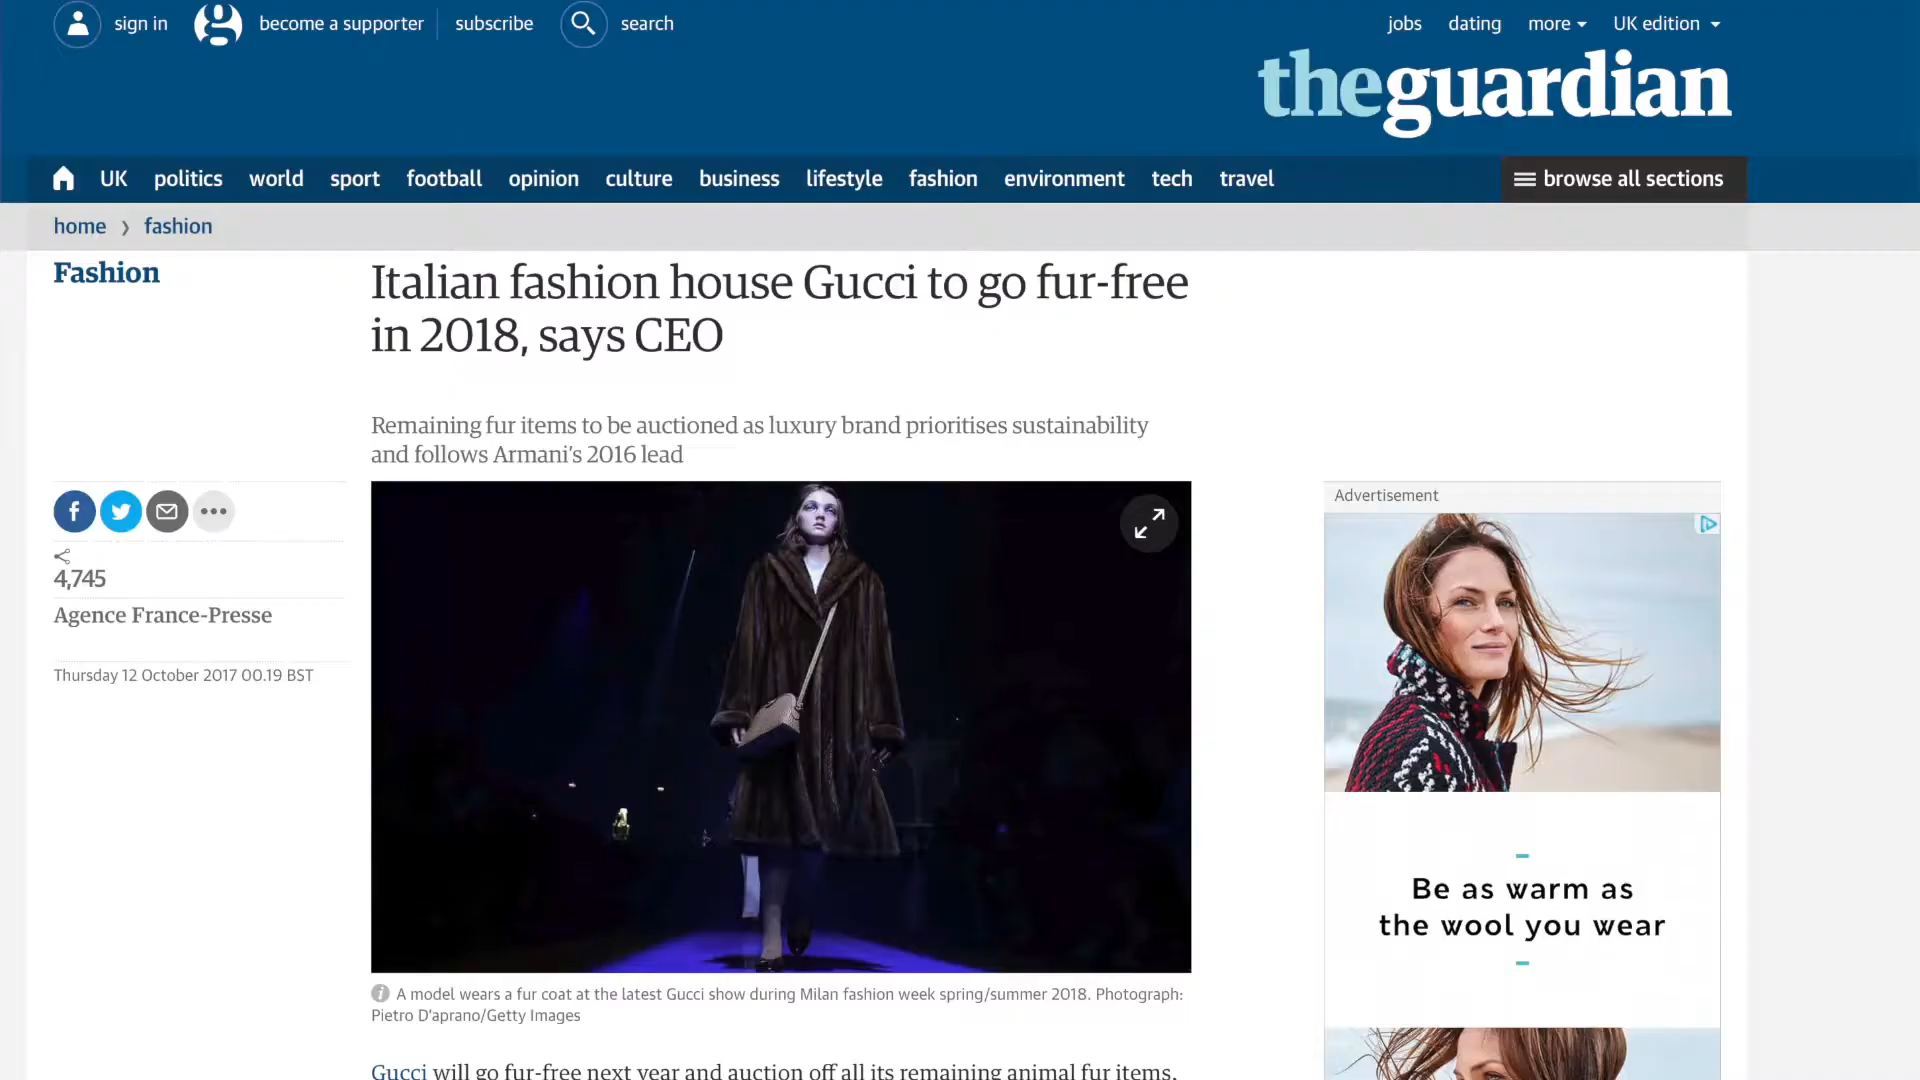 sign in
become a supporter
subscribe
search
jobs
dating
more
UK edition
theguardian
UK
politics
world
sport
football
opinion
culture
business
lifestyle
fashion
environment
tech
travel
browse all sections
home
fashion
Fashion
Italian fashion house Gucci to go fur-free
in 2018, says CEO
Remaining fur items to be auctioned as luxury brand prioritises sustainability
and follows Armani’s 2016 lead
4,745
Agence France-Presse
Thursday 12 October 2017 00.19 BST
A model wears a fur coat at the latest Gucci show during Milan fashion week spring/summer 2018. Photograph:
Pietro D'aprano/Getty Images
Gucci will go fur-free next year and auction off all its remaining animal fur items,
Advertisement
Be as warm as
the wool you wear